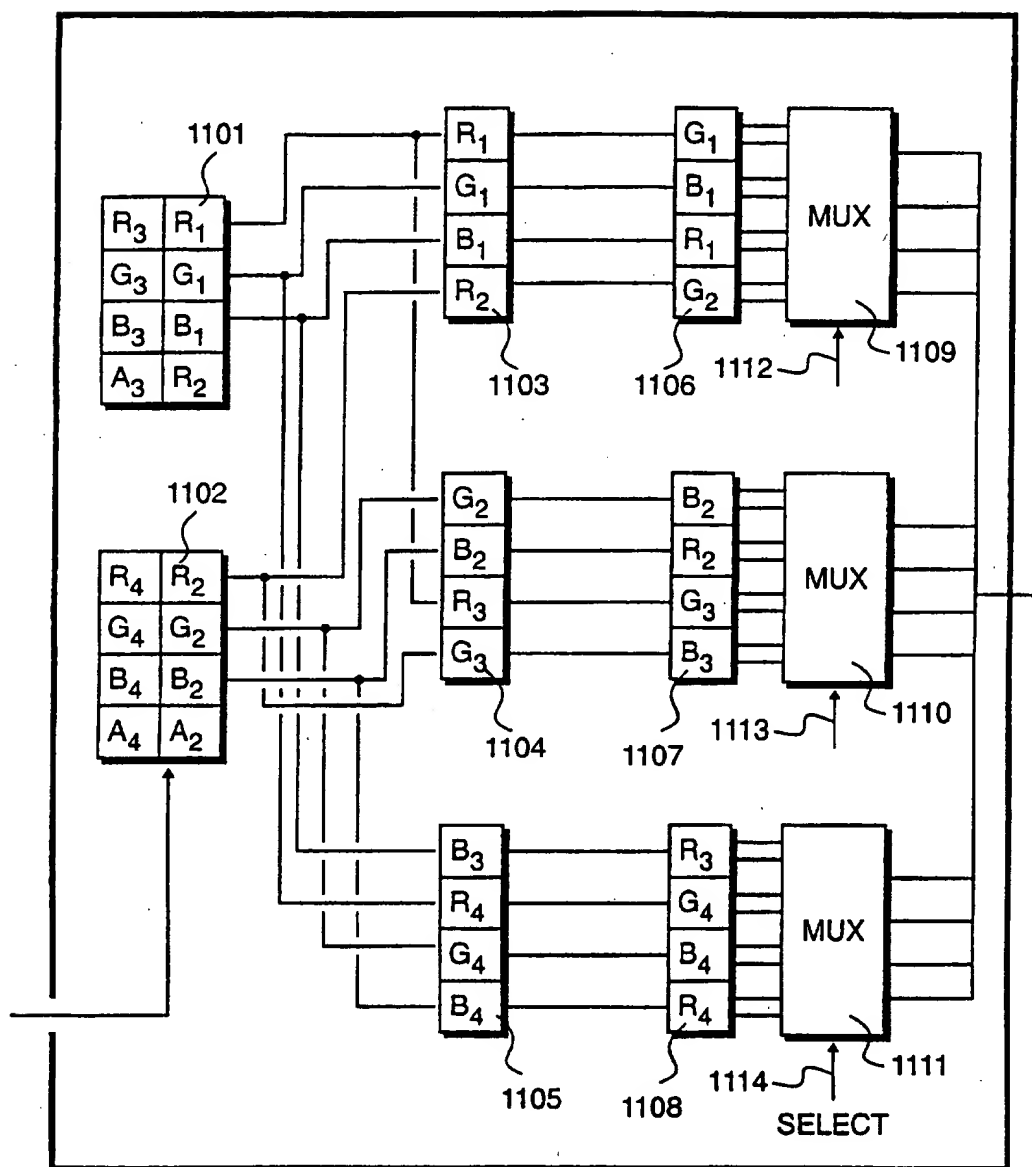 1101
R3 R1
G3 G1
B3 B1
A3 R2
1102
R4 R2
G4 G2
B4 B2
A4 A2
R1
G1
B1
R2
1103
G1
B1
R1
G2
1106
MUX
1109
1112
G2
B2
R3
G3
1104
B2
R2
G3
B3
1107
MUX
1110
1113
B3
R4
G4
B4
1105
R3
G4
B4
R4
1108
MUX
1111
1114
SELECT